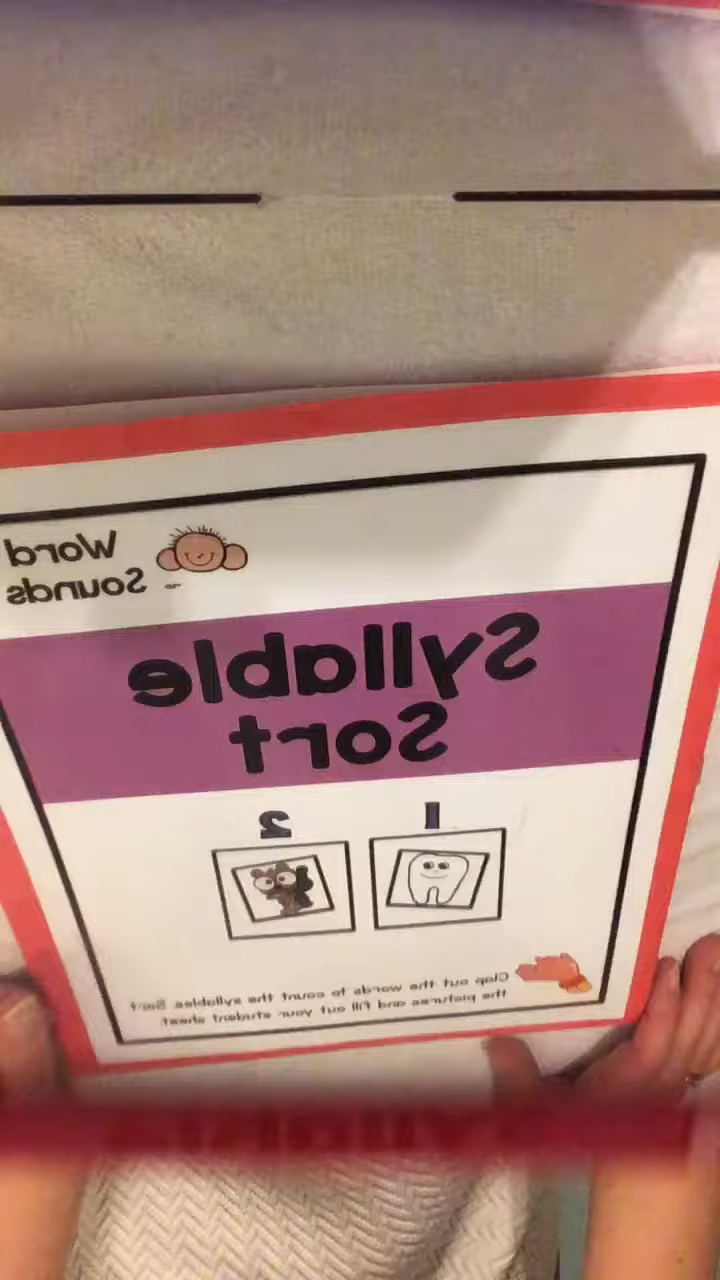 Word
Sounds
Syllable
Sort
1 2
Clap out the words to count the syllables. Sort
the pictures and fill out your student sheet